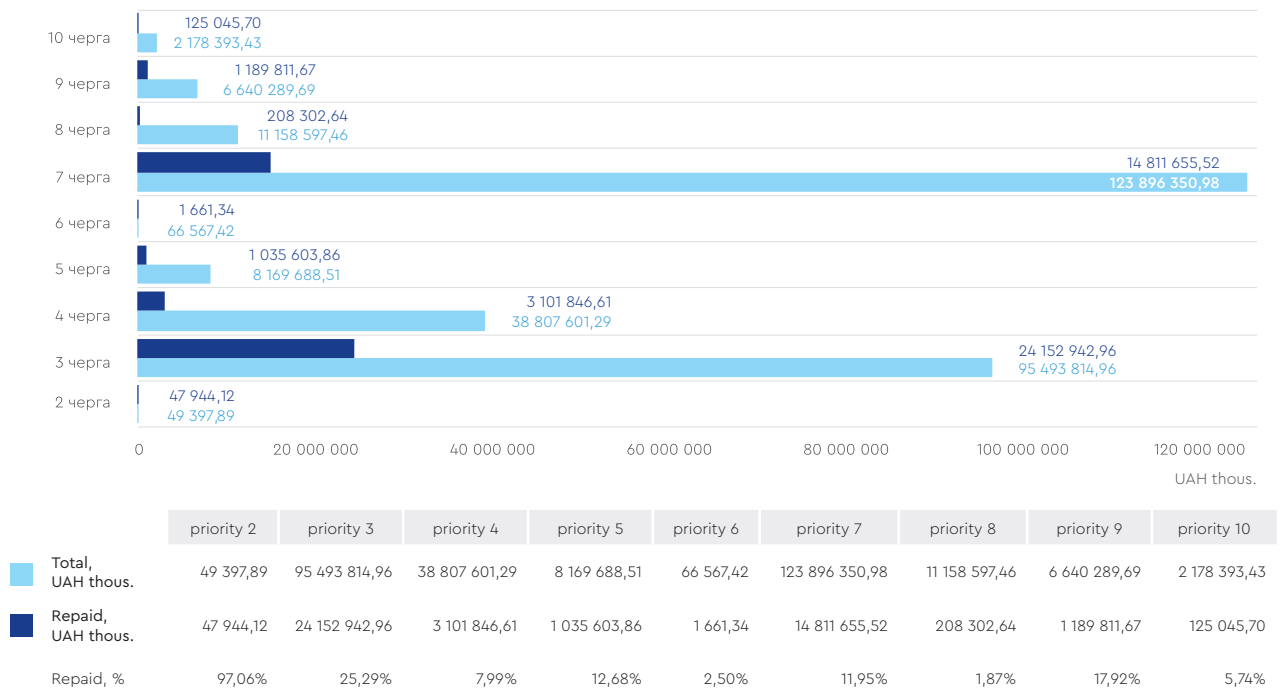 125 045,70
10 черга
2 178 393,43
1 189 811,67
9 черга
6 640 289,69
208 302,64
8 черга
11 158 597,46
14 811 655,52
7 черга
123 896 350,98
1 661,34
6 черга
66 567,42
1 035 603,86
5 черга
8 169 688,51
3 101 846,61
4 черга
38 807 601,29
24 152 942,96
3 черга
95 493 814,96
47 944,12
2 черга
49 397,89
0 20 000 000 40 000 000 60 000 000 80 000 000 100 000 000 120 000 000
UAH thous.
priority 2 priority 3 priority 4 priority 5 priority 6 priority 7 priority 8 priority 9 priority 10
Total,
UAH thous.
49 397,89 95 493 814,96 38 807 601,29 8 169 688,51 66 567,42 123 896 350,98 11 158 597,46 6 640 289,69 2 178 393,43
Repaid,
UAH thous.
47 944,12 24 152 942,96 3 101 846,61 1 035 603,86 1 661,34 14 811 655,52 208 302,64 1 189 811,67 125 045,70
Repaid, % 97,06% 25,29% 7,99% 12,68% 2,50% 11,95% 1,87% 17,92% 5,74%